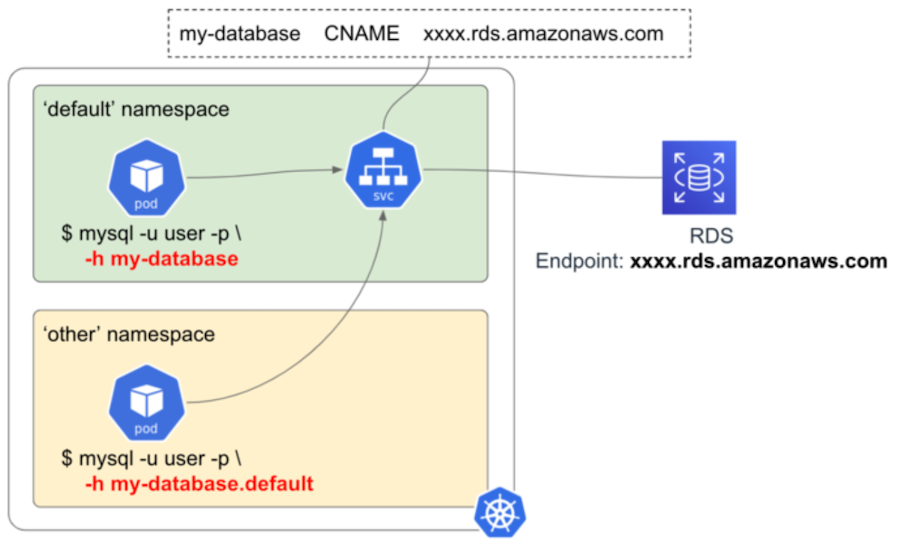 my-database CNAME xxxx.rds.amazonaws.com
‘default’ namespace
pod
svc
$ mysql -u user -p \
-h my-database
RDS
Endpoint: xxxx.rds.amazonaws.com
‘other’ namespace
pod
$ mysql -u user -p \
-h my-database.default